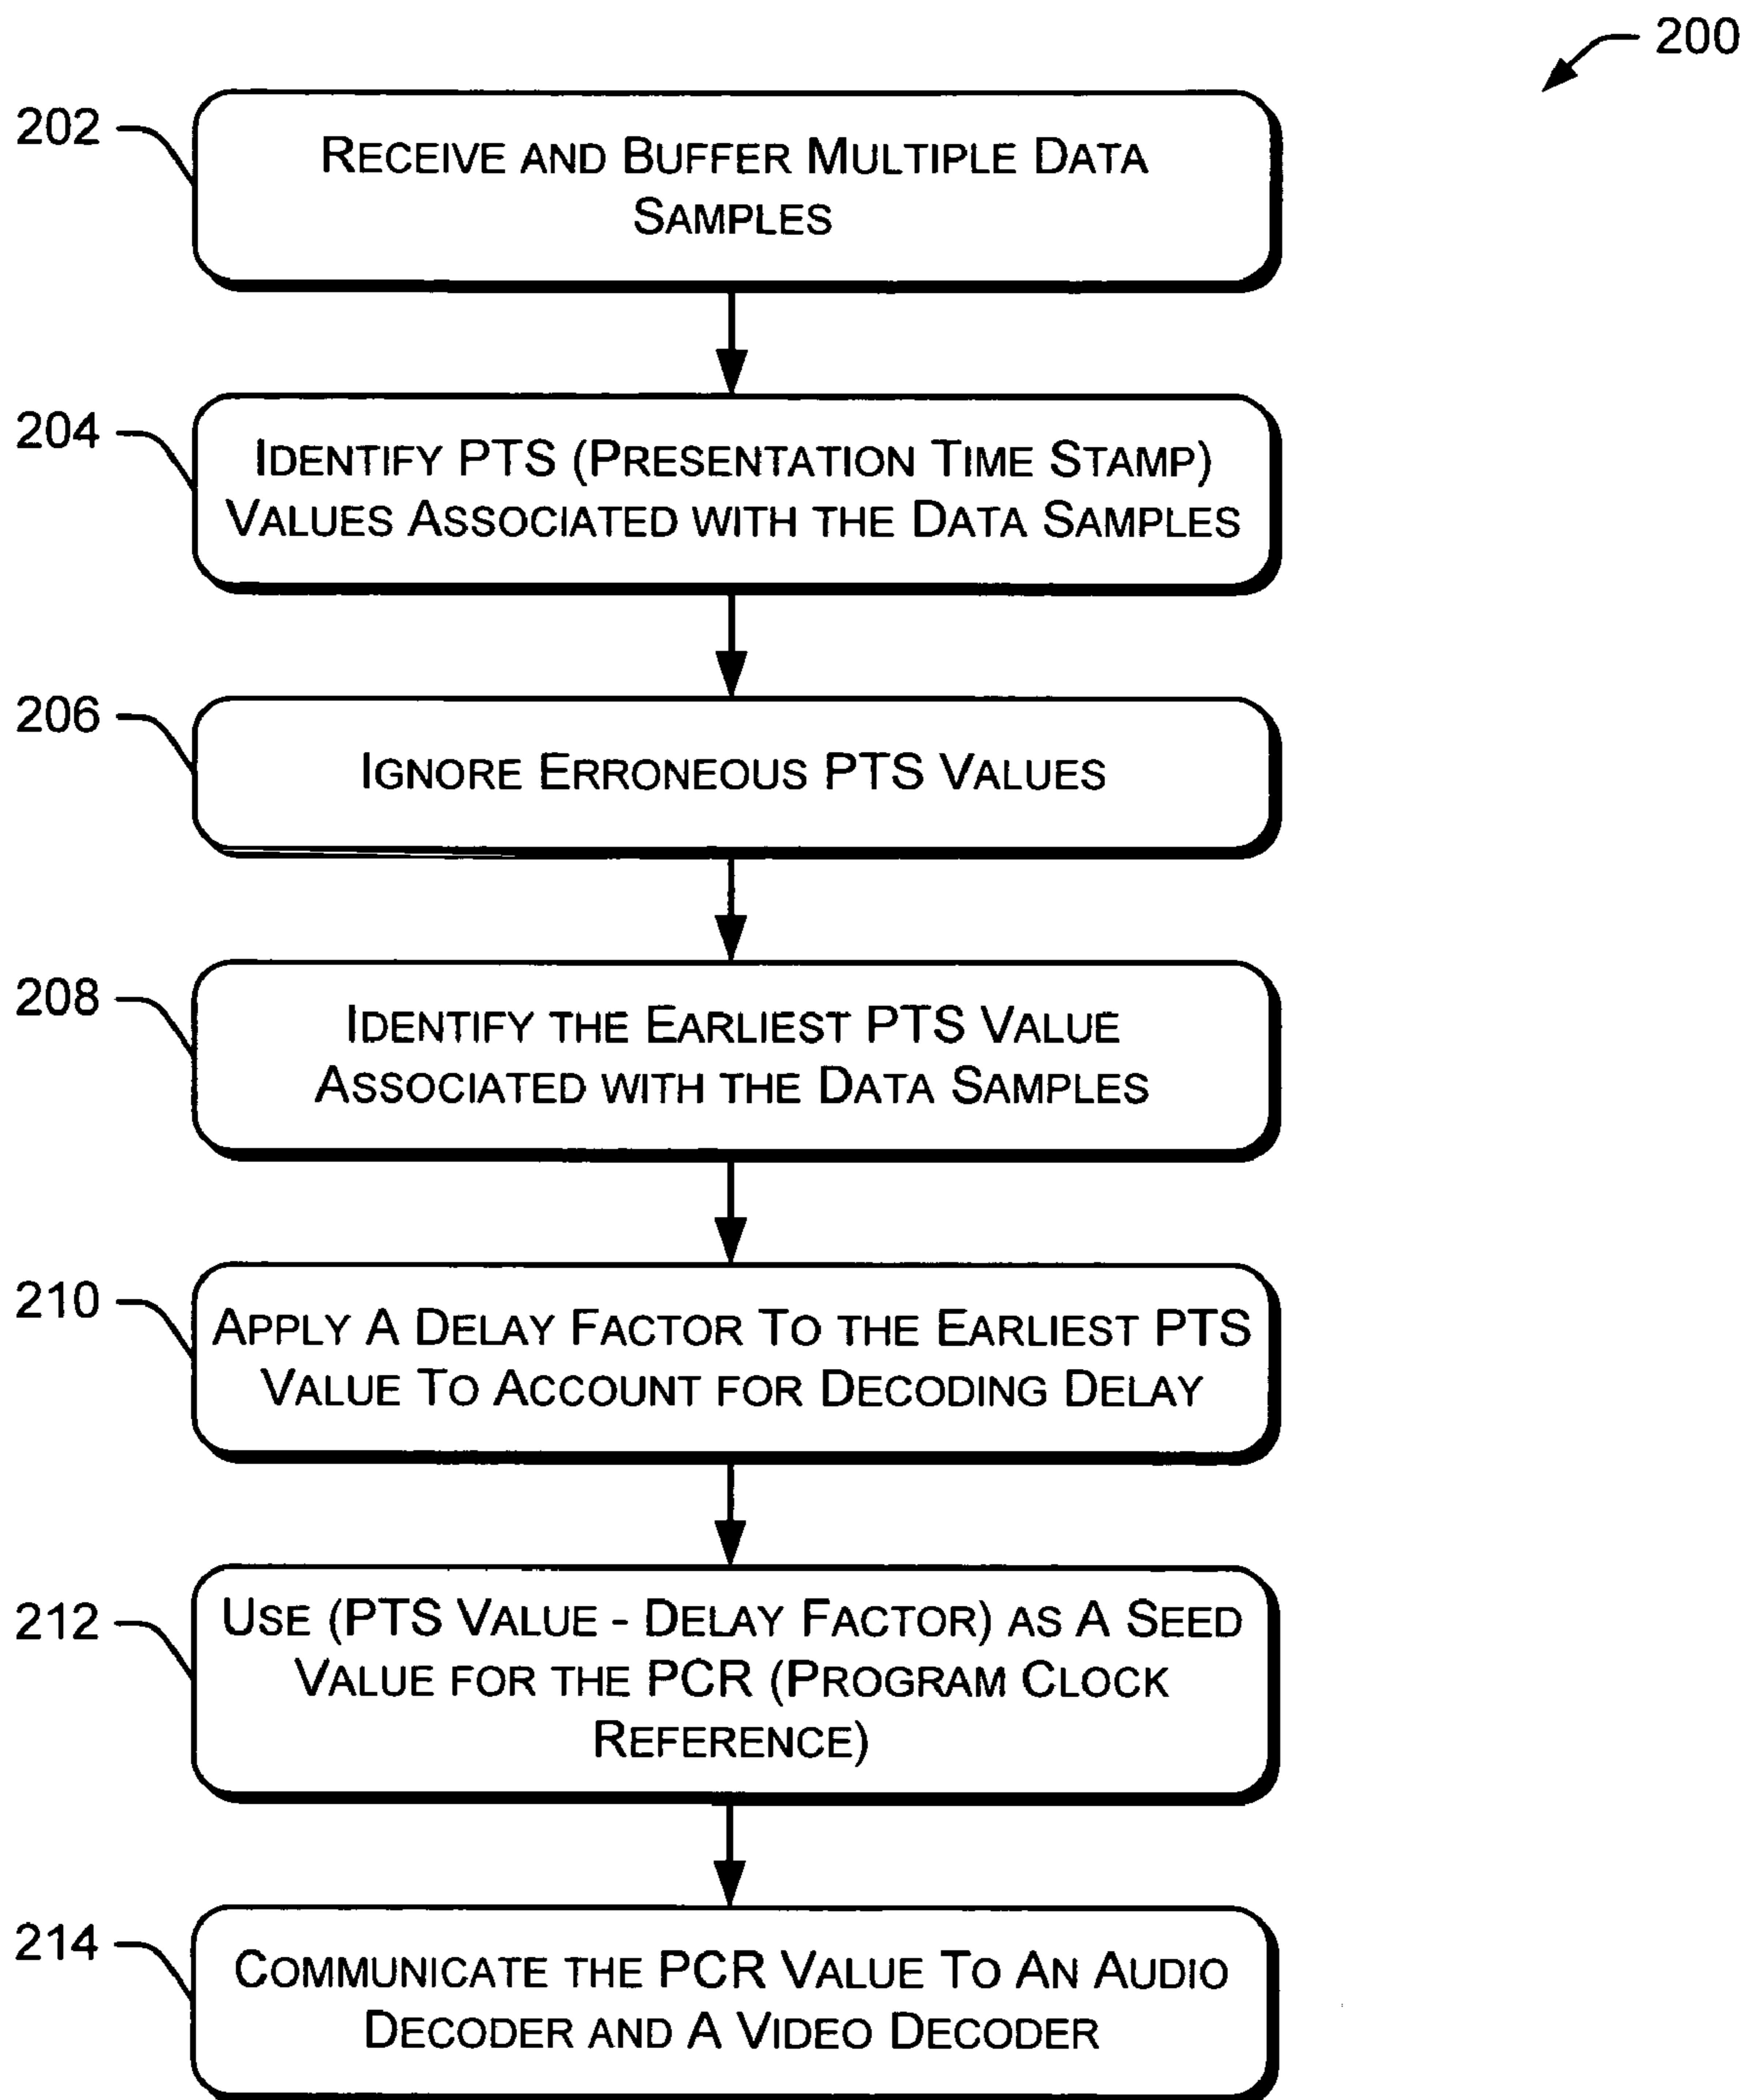 200
202
RECEIVE AND BUFFER MULTIPLE DATA
SAMPLES
204
IDENTIFY PTS (PRESENTATION TIME STAMP)
VALUES ASSOCIATED WITH THE DATA SAMPLES
206
IGNORE ERRONEOUS PTS VALUES
208
IDENTIFY THE EARLIEST PTS VALUE
ASSOCIATED WITH THE DATA SAMPLES
210
APPLY A DELAY FACTOR TO THE EARLIEST PTS
VALUE TO ACCOUNT FOR DECODING DELAY
212
USE (PTS VALUE - DELAY FACTOR) AS A SEED
VALUE FOR THE PCR (PROGRAM CLOCK
REFERENCE)
214
COMMUNICATE THE PCR VALUE TO AN AUDIO
DECODER AND A VIDEO DECODER